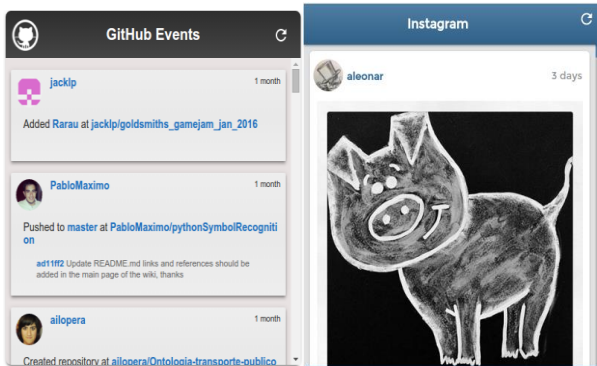 GitHub Events
jacklp
1 month
Added Rarau at jacklp/goldsmiths_gamejam_jan_2016
PabloMaximo
1 month
Pushed to master at PabloMaximo/pythonSymbolRecogniti
on
ad11ff2 Update README.md links and references should be
added in the main page of the wiki, thanks
ailopera
1 month
Created repository at ailopera/Ontologia-transporte-publico
Instagram
aleonar
3 days